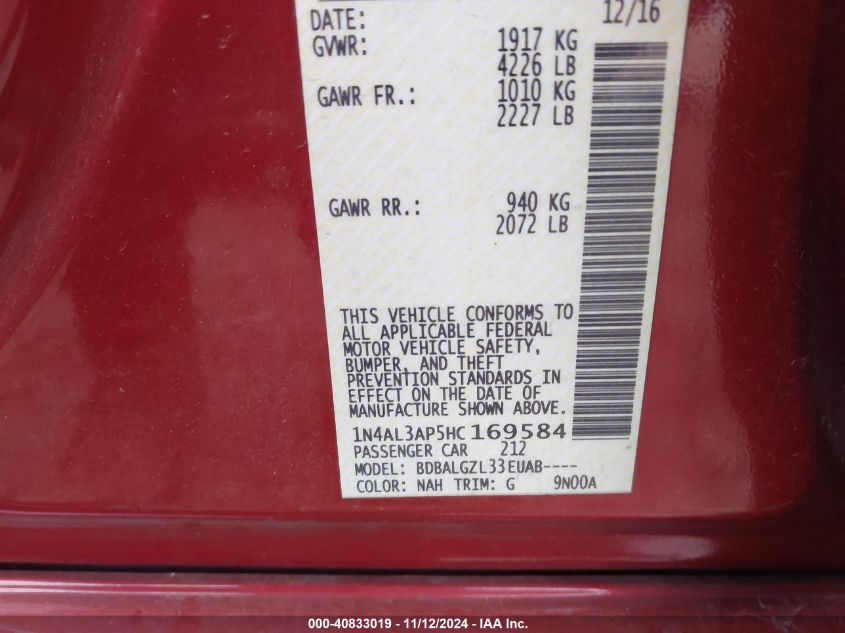 DATE: 12/16
GVWR: 1917 KG
4226 LB
GAWR FR.: 1010 KG
2227 LB
GAWR RR.: 940 KG
2072 LB
THIS VEHICLE CONFORMS TO
ALL APPLICABLE FEDERAL
MOTOR VEHICLE SAFETY,
BUMPER, AND THEFT
PREVENTION STANDARDS IN
EFFECT ON THE DATE OF
MANUFACTURE SHOWN ABOVE.
1N4AL3AP5HC169584
PASSENGER CAR 212
MODEL: BDBALGZL33EUAB----
COLOR: NAH TRIM: G 9N00A
000-40833019 - 11/12/2024 - IAA Inc.